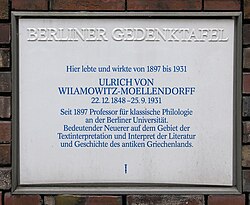 BERLINER GEDENKTAFEL
Hier lebte und wirkte von 1897 bis 1931
ULRICH VON
WILAMOWITZ-MOELLENDORFF
22. 12. 1848 – 25. 9. 1931
Seit 1897 Professor für klassische Philologie
an der Berliner Universität.
Bedeutender Neuerer auf dem Gebiet der
Textinterpretation und Interpret der Literatur
und Geschichte des antiken Griechenlands.